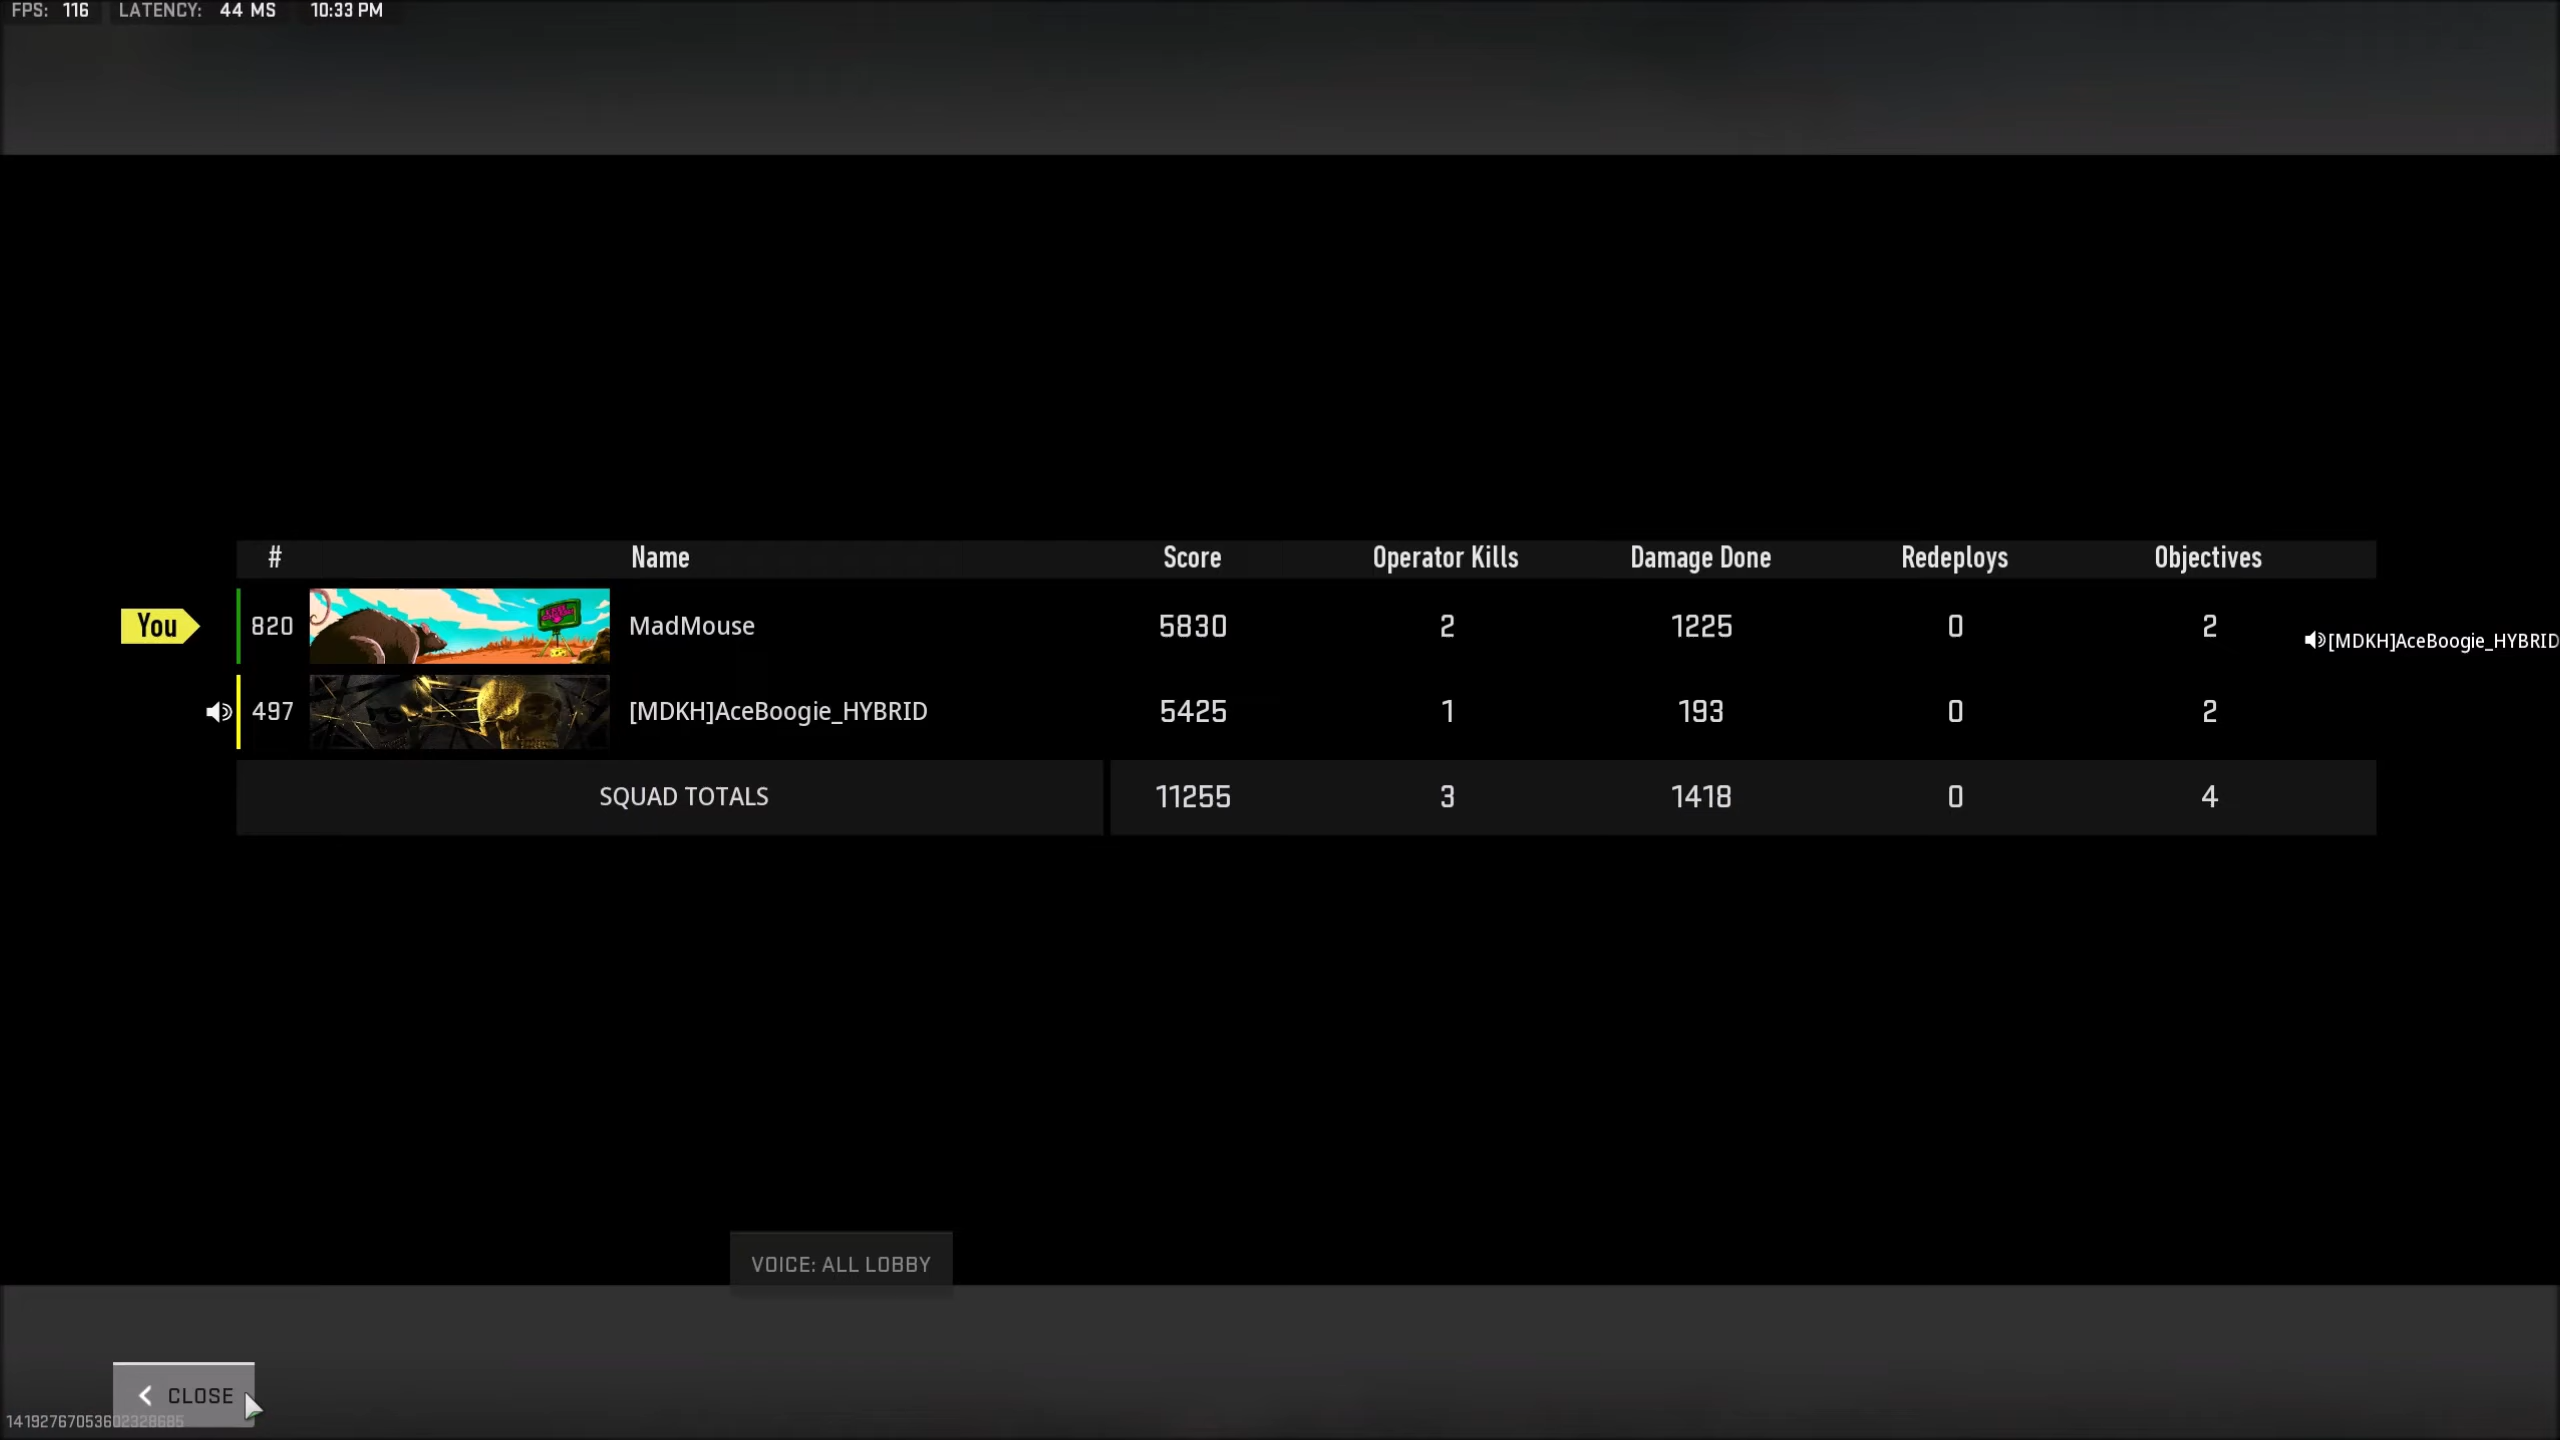 FPS: 116 LATENCY: 44 MS 10:33 PM
# Name Score Operator Kills Damage Done Redeploys Objectives
You 820 MadMouse 5830 2 1225 0 2
[MDKH]AceBoogie_HYBRID
497 [MDKH]AceBoogie_HYBRID 5425 1 193 0 2
SQUAD TOTALS 11255 3 1418 0 4
VOICE: ALL LOBBY
CLOSE
14192767053602328685